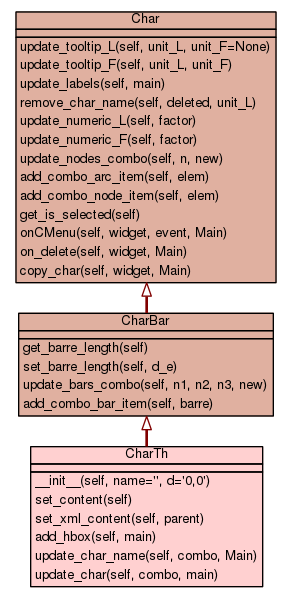 Char
update_tooltip_L(self, unit_L, unit_F=None)
update_tooltip_F(self, unit_L, unit_F)
update_labels(self, main)
remove_char_name(self, deleted, unit_L)
update_numeric_L(self, factor)
update_numeric_F(self, factor)
update_nodes_combo(self, n, new)
add_combo_arc_item(self, elem)
add_combo_node_item(self, elem)
get_is_selected(self)
onCMenu(self, widget, event, Main)
on_delete(self, widget, Main)
copy_char(self, widget, Main)
CharBar
get_barre_length(self)
set_barre_length(self, d_e)
update_bars_combo(self, n1, n2, n3, new)
add_combo_bar_item(self, barre)
CharTh
__init__(self, name='', d='0,0')
set_content(self)
set_xml_content(self, parent)
add_hbox(self, main)
update_char_name(self, combo, Main)
update_char(self, combo, main)